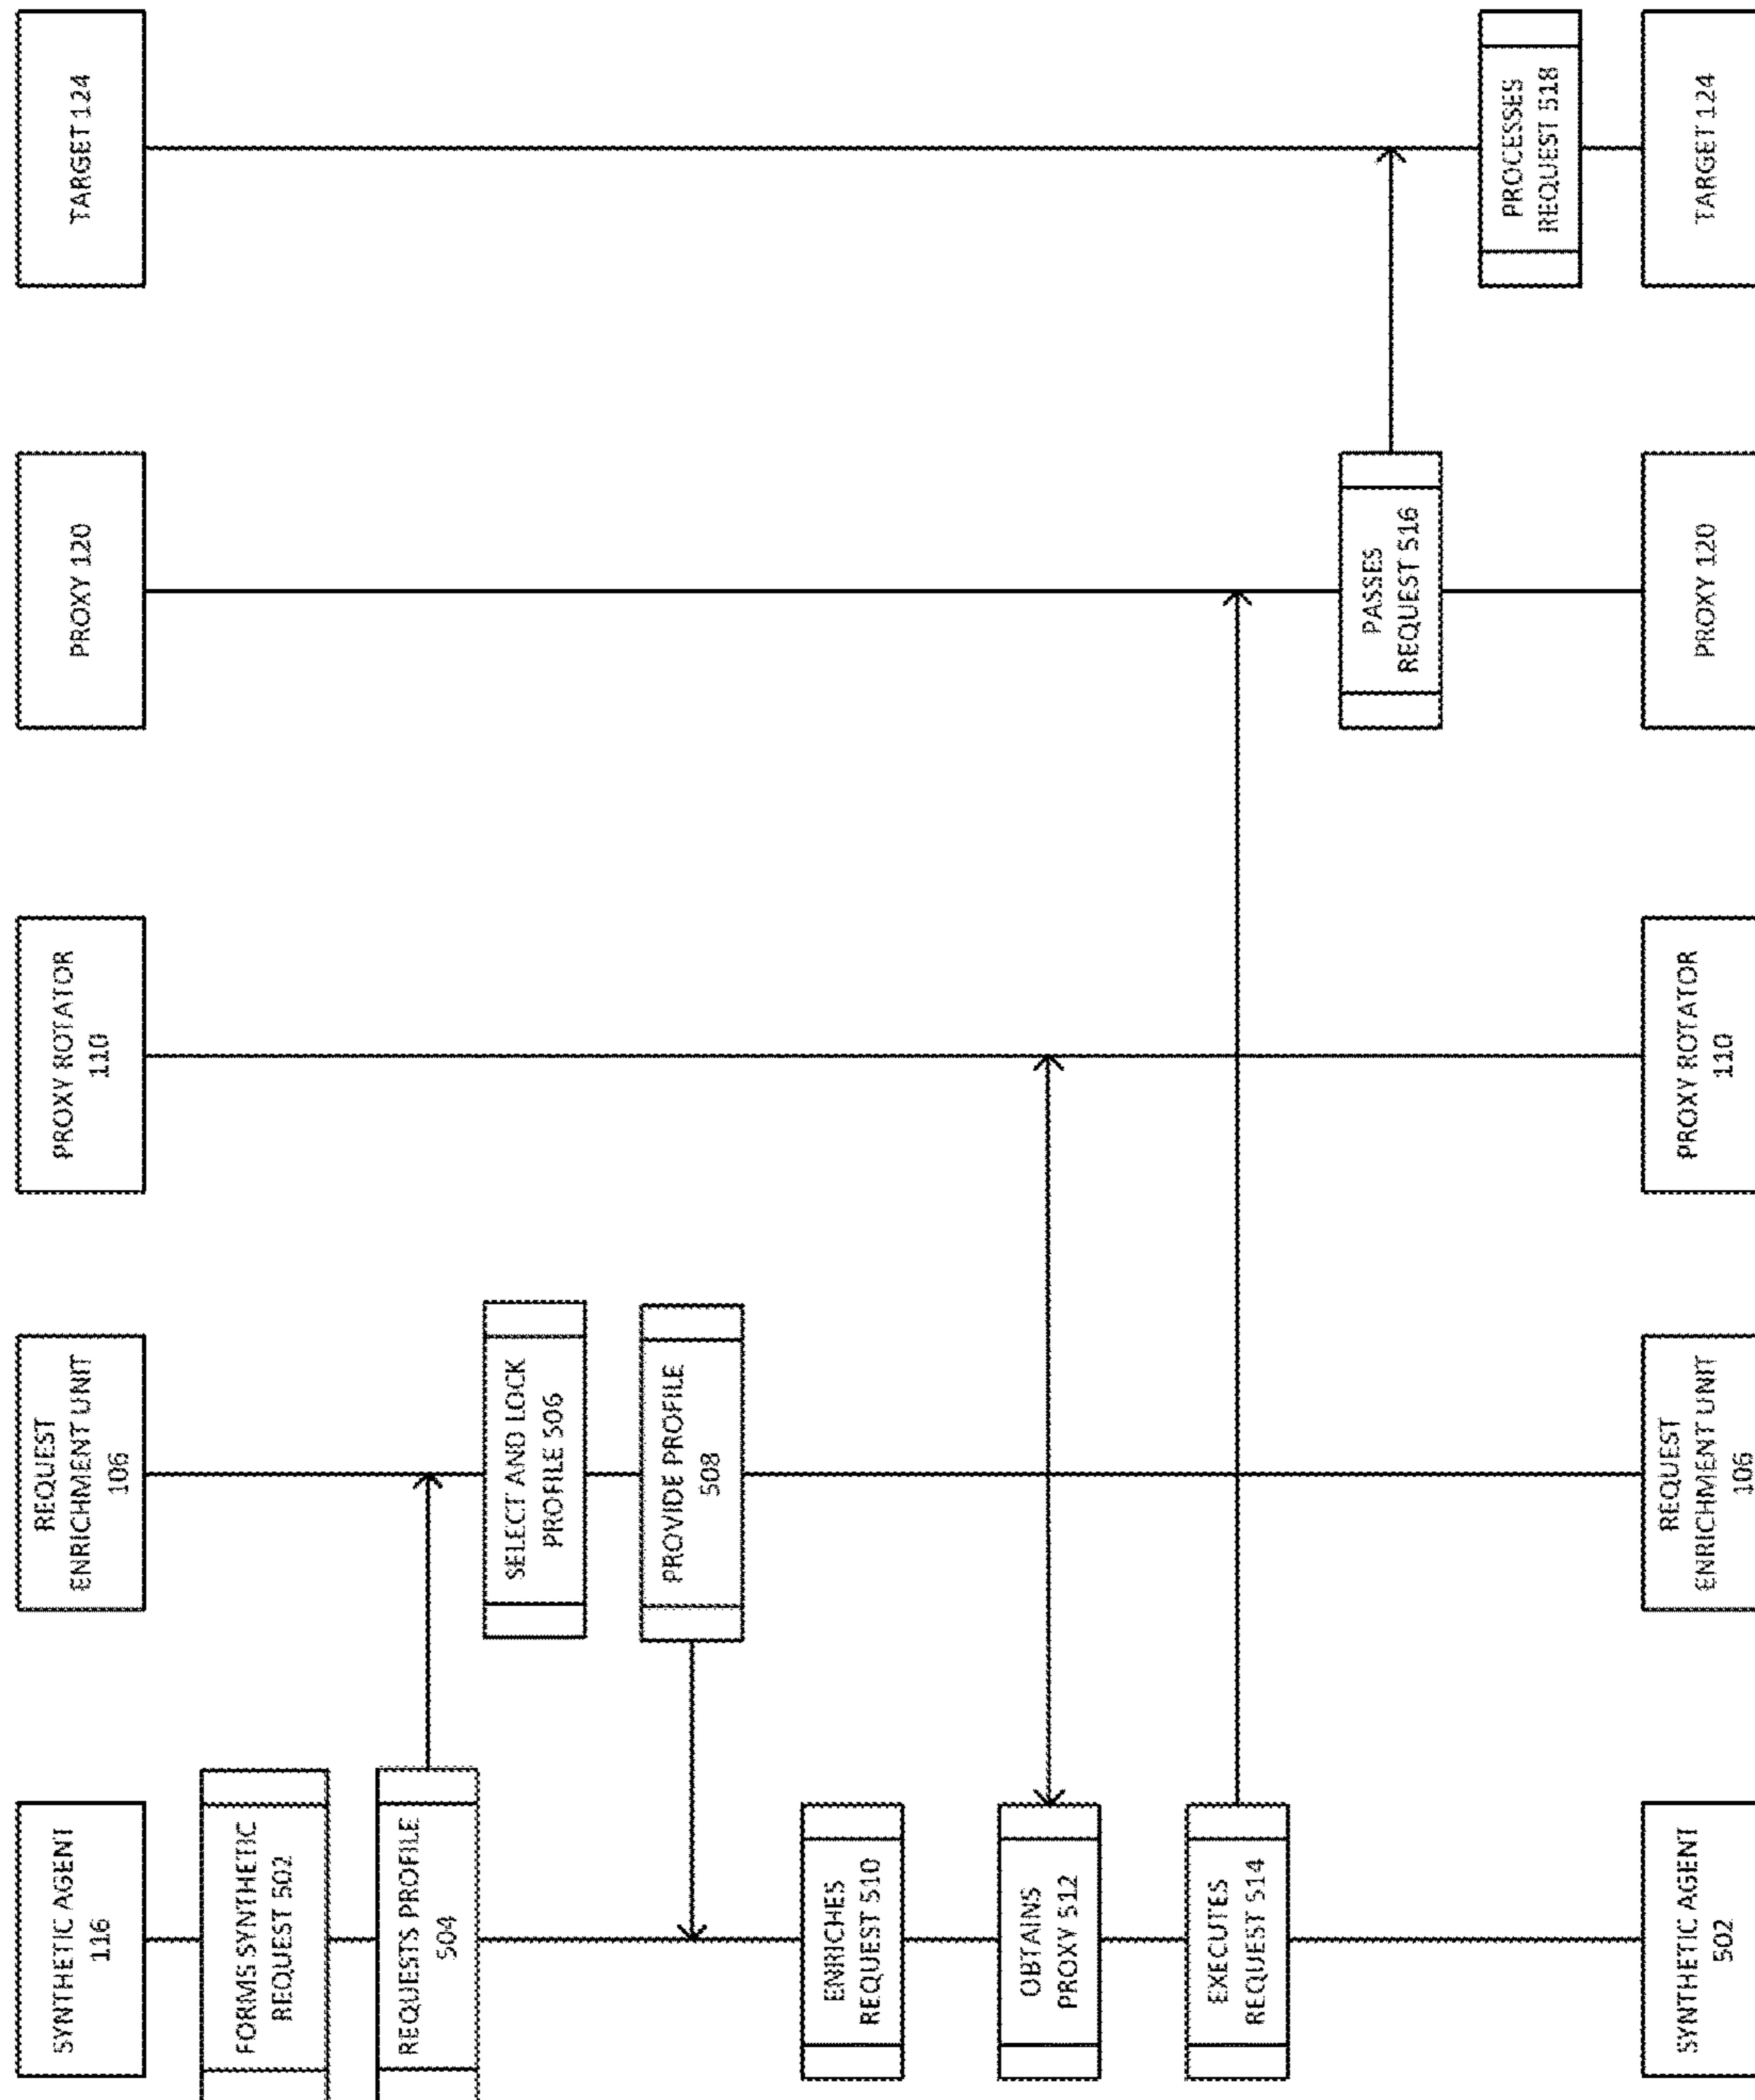 SYNTHETIC AGENT
116
REQUEST
ENRICHMENT UNIT
106
PROXY ROTATOR
110
PROXY 120
TARGET 124
FORMS SYNTHETIC
REQUEST 502
REQUESTS PROFILE
504
SELECT AND LOCK
PROFILE 506
PROVIDE PROFILE
508
ENRICHES
REQUEST 510
OBTAINS
PROXY 512
EXECUTES
REQUEST 514
PASSES
REQUEST 516
PROCESSES
REQUEST 518
SYNTHETIC AGENT
502
REQUEST
ENRICHMENT UNIT
106
PROXY ROTATOR
110
PROXY 120
TARGET 124